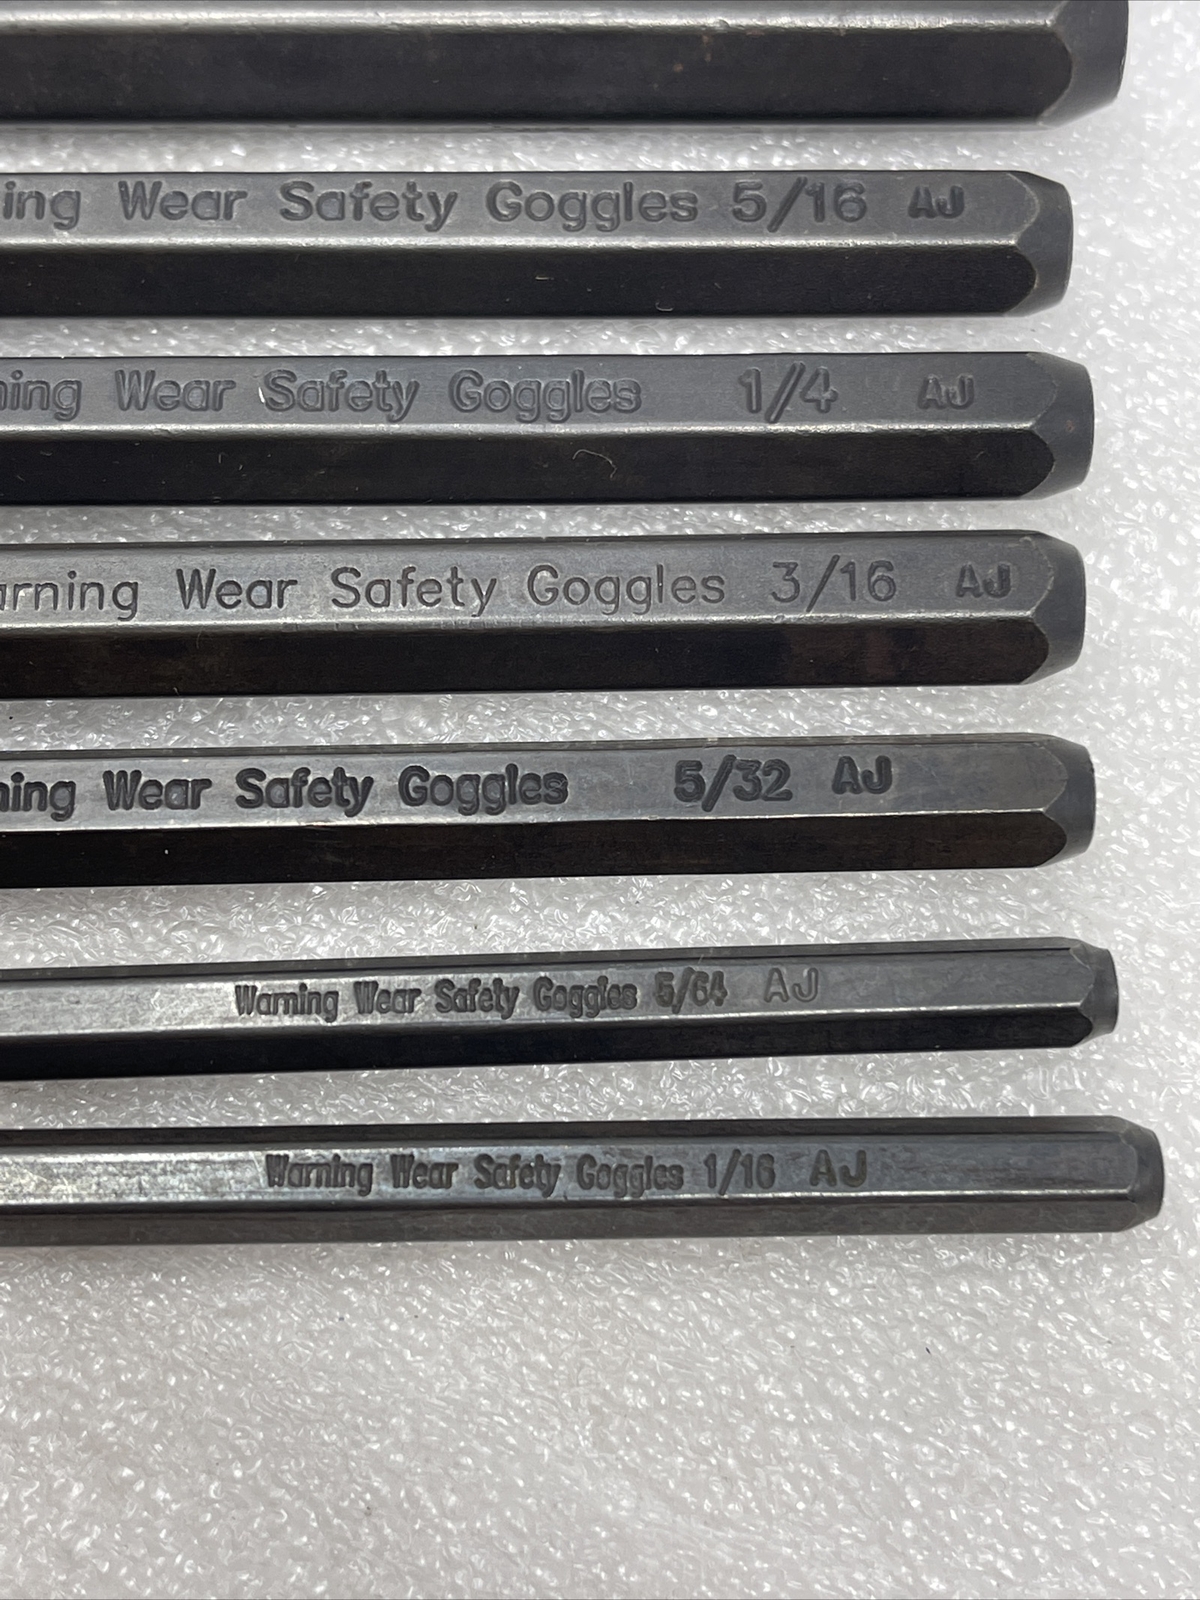 ing Wear Safety Goggles 5/16 AJ
ning Wear Safety Goggles 1/4 AJ
arning Wear Safety Goggles 3/16 AJ
ning Wear Safety Goggles 5/32 AJ
Warning Wear Safety Goggles 5/64 AJ
Warning Wear Safety Goggles 1/16 AJ